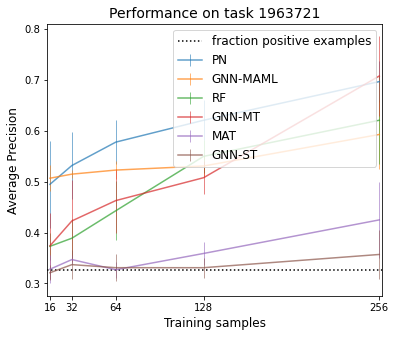 Performance on task 1963721
0.8
0.7
0.6
0.5
0.4
0.3
Average Precision
fraction positive examples
PN
GNN-MAML
RF
GNN-MT
MAT
GNN-ST
16 32 64 128 256
Training samples